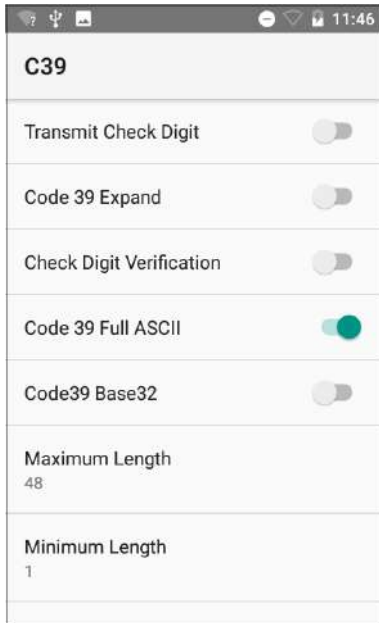 11:46
C39
Transmit Check Digit
Code 39 Expand
Check Digit Verification
Code 39 Full ASCII
Code39 Base32
Maximum Length
48
Minimum Length
1